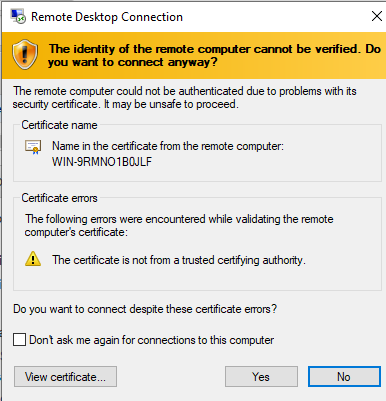 Remote Desktop Connection
The identity of the remote computer cannot be verified. Do
you want to connect anyway?
The remote computer could not be authenticated due to problems with its
security certificate. It may be unsafe to proceed.
Certificate name
Name in the certificate from the remote computer:
WIN-9RMNO1B0JLF
Certificate errors
The following errors were encountered while validating the remote
computer's certificate:
The certificate is not from a trusted certifying authority.
Do you want to connect despite these certificate errors?
Don't ask me again for connections to this computer
View certificate...
Yes
No